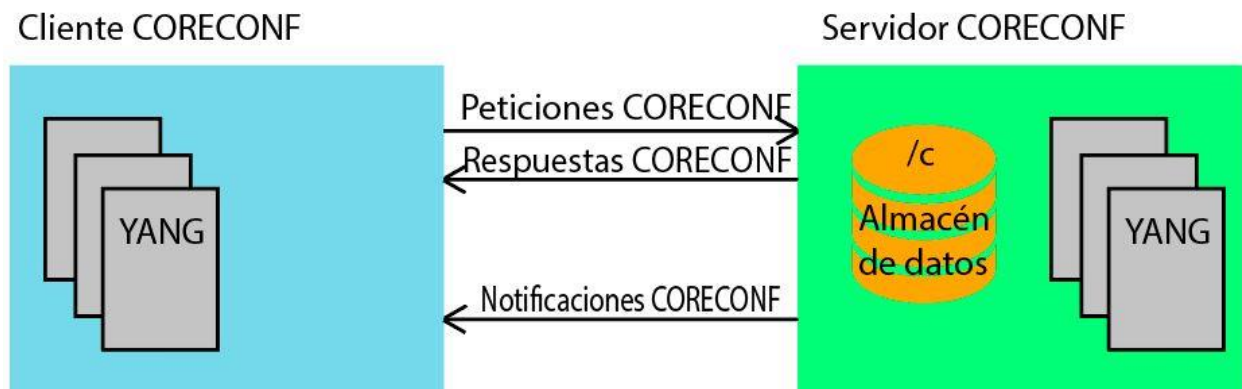 Cliente CORECONF
Servidor CORECONF
Peticiones CORECONF
Respuestas CORECONF
Notificaciones CORECONF
YANG
/c
Almacén
de datos
YANG